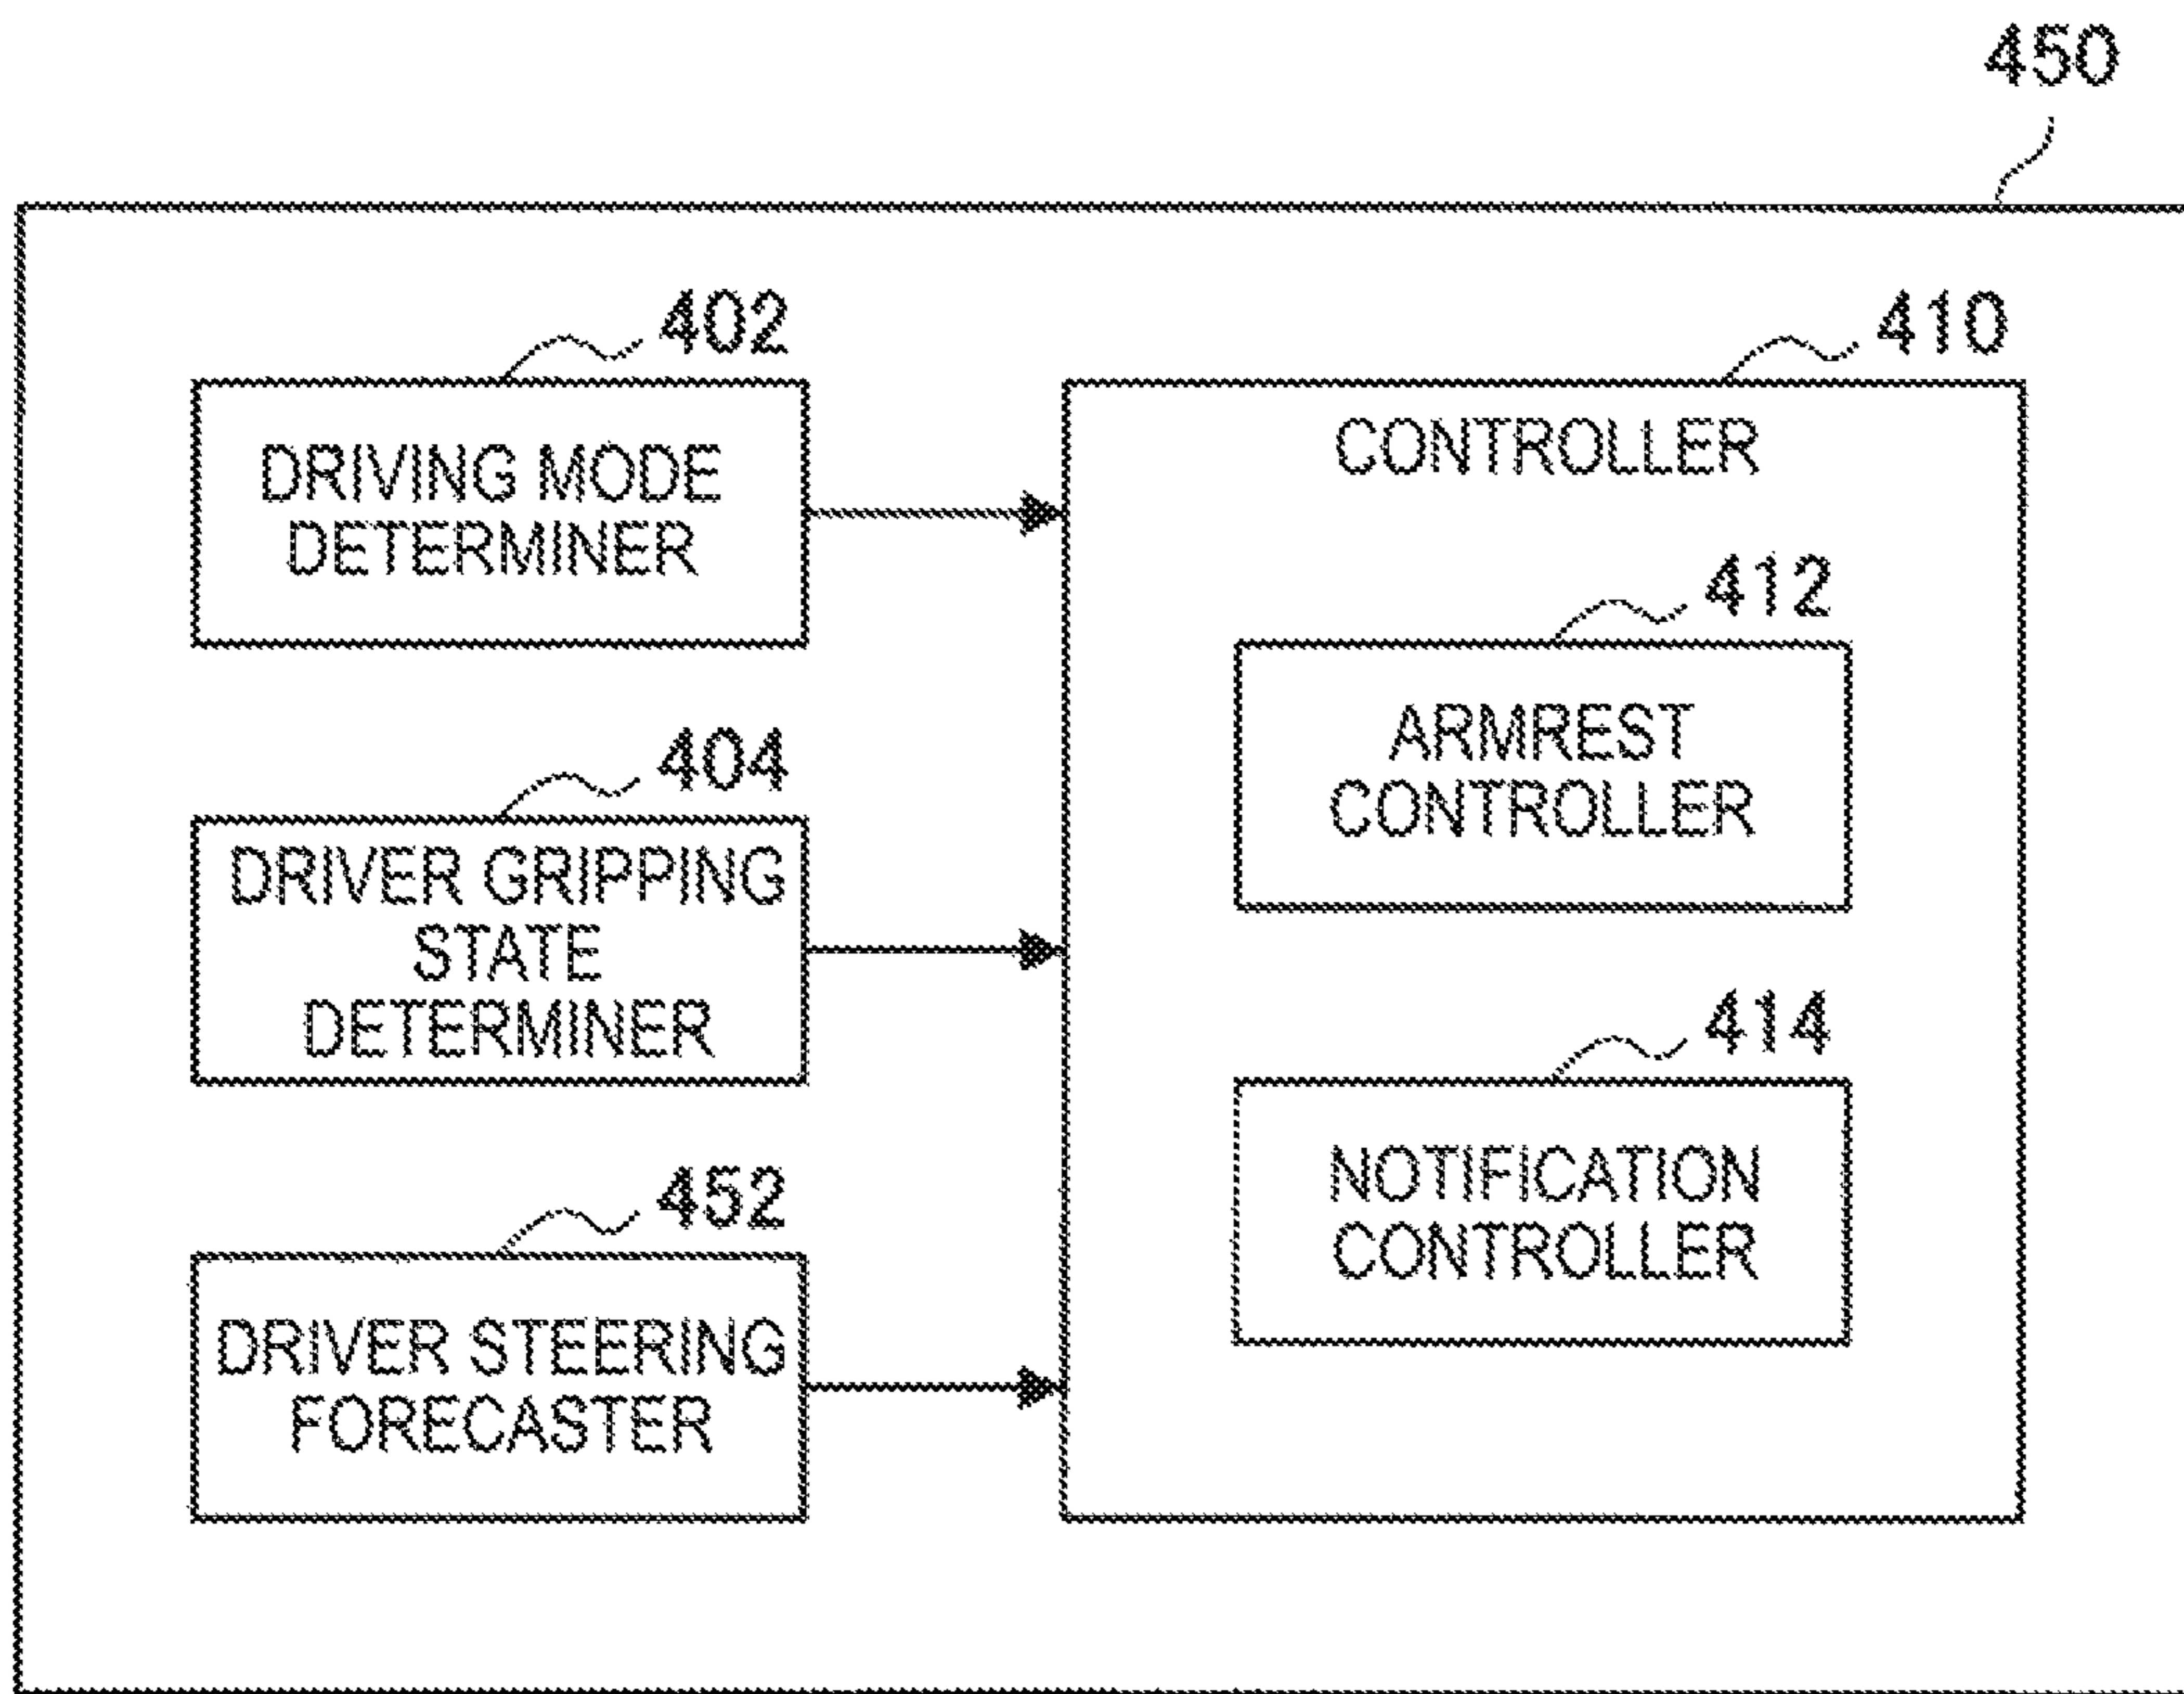 450
402
DRIVING MODE
DETERMINER
404
DRIVER GRIPPING
STATE
DETERMINER
452
DRIVER STEERING
FORECASTER
410
CONTROLLER
412
ARMREST
CONTROLLER
414
NOTIFICATION
CONTROLLER